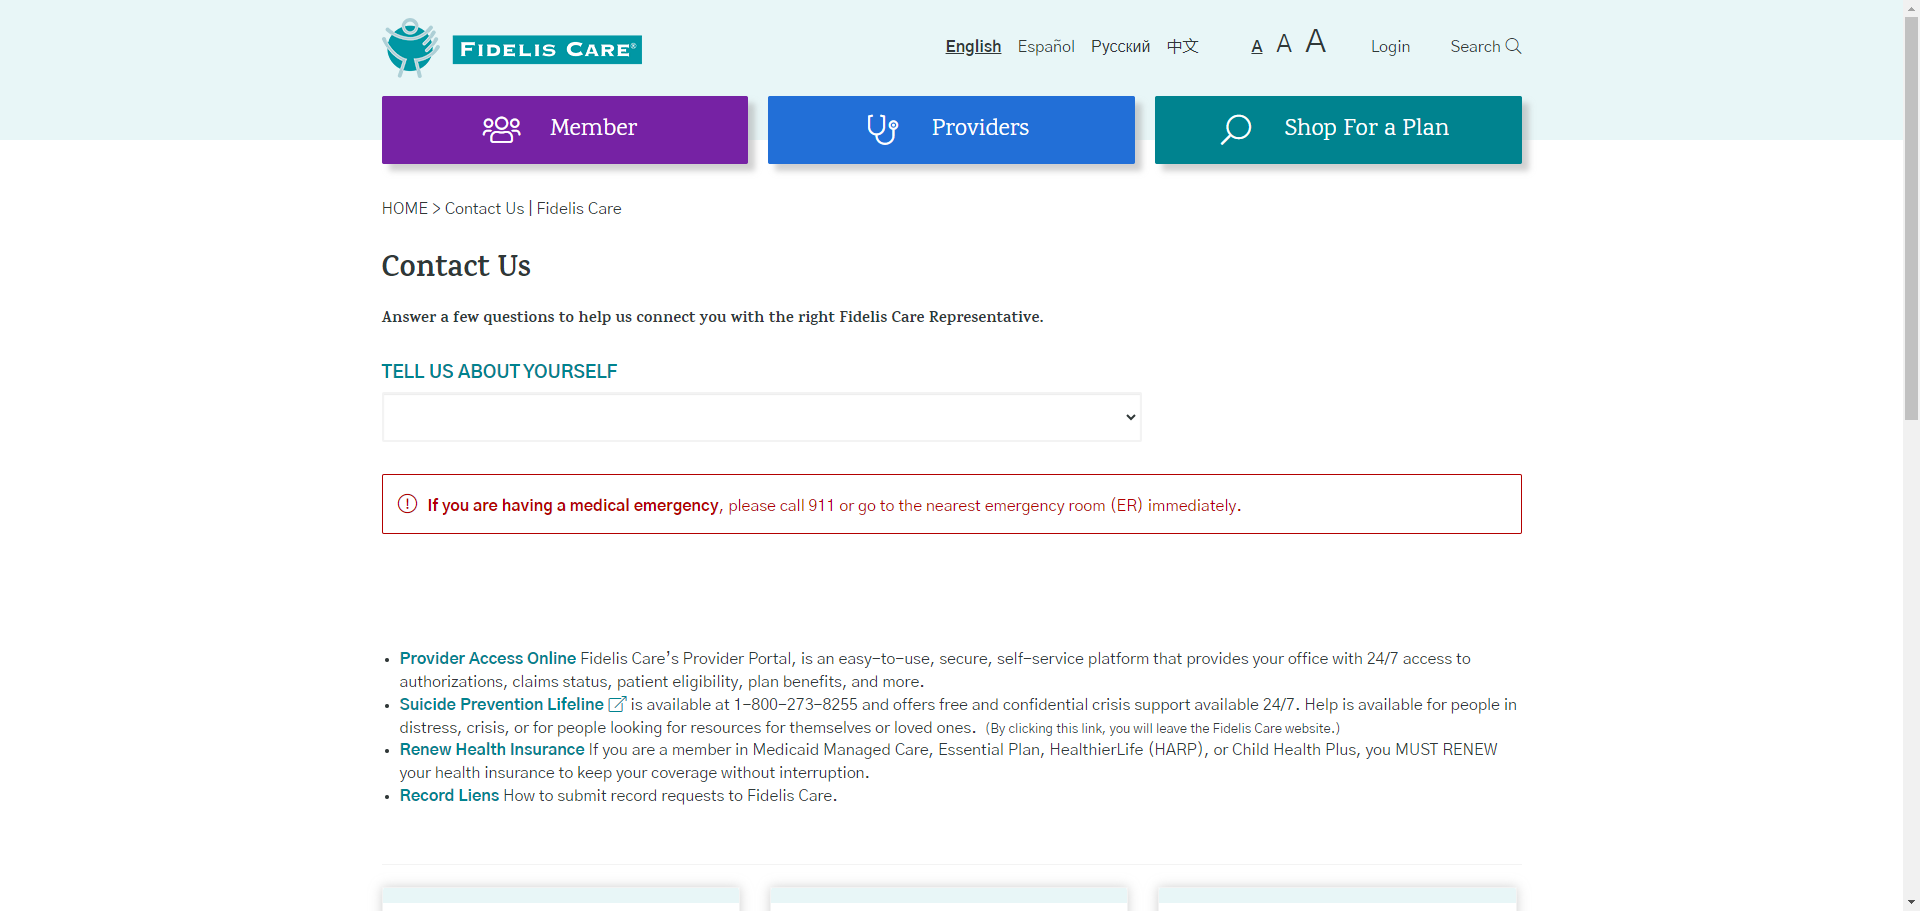 FIDELIS CARE®
English Español Русский 中文 A A A Login Search
Member Providers Shop For a Plan
HOME > Contact Us | Fidelis Care
Contact Us
Answer a few questions to help us connect you with the right Fidelis Care Representative.
TELL US ABOUT YOURSELF
If you are having a medical emergency, please call 911 or go to the nearest emergency room (ER) immediately.
• Provider Access Online Fidelis Care's Provider Portal, is an easy-to-use, secure, self-service platform that provides your office with 24/7 access to
authorizations, claims status, patient eligibility, plan benefits, and more.
• Suicide Prevention Lifeline is available at 1-800-273-8255 and offers free and confidential crisis support available 24/7. Help is available for people in
distress, crisis, or for people looking for resources for themselves or loved ones. (By clicking this link, you will leave the Fidelis Care website.)
• Renew Health Insurance If you are a member in Medicaid Managed Care, Essential Plan, HealthierLife (HARP), or Child Health Plus, you MUST RENEW
your health insurance to keep your coverage without interruption.
• Record Liens How to submit record requests to Fidelis Care.